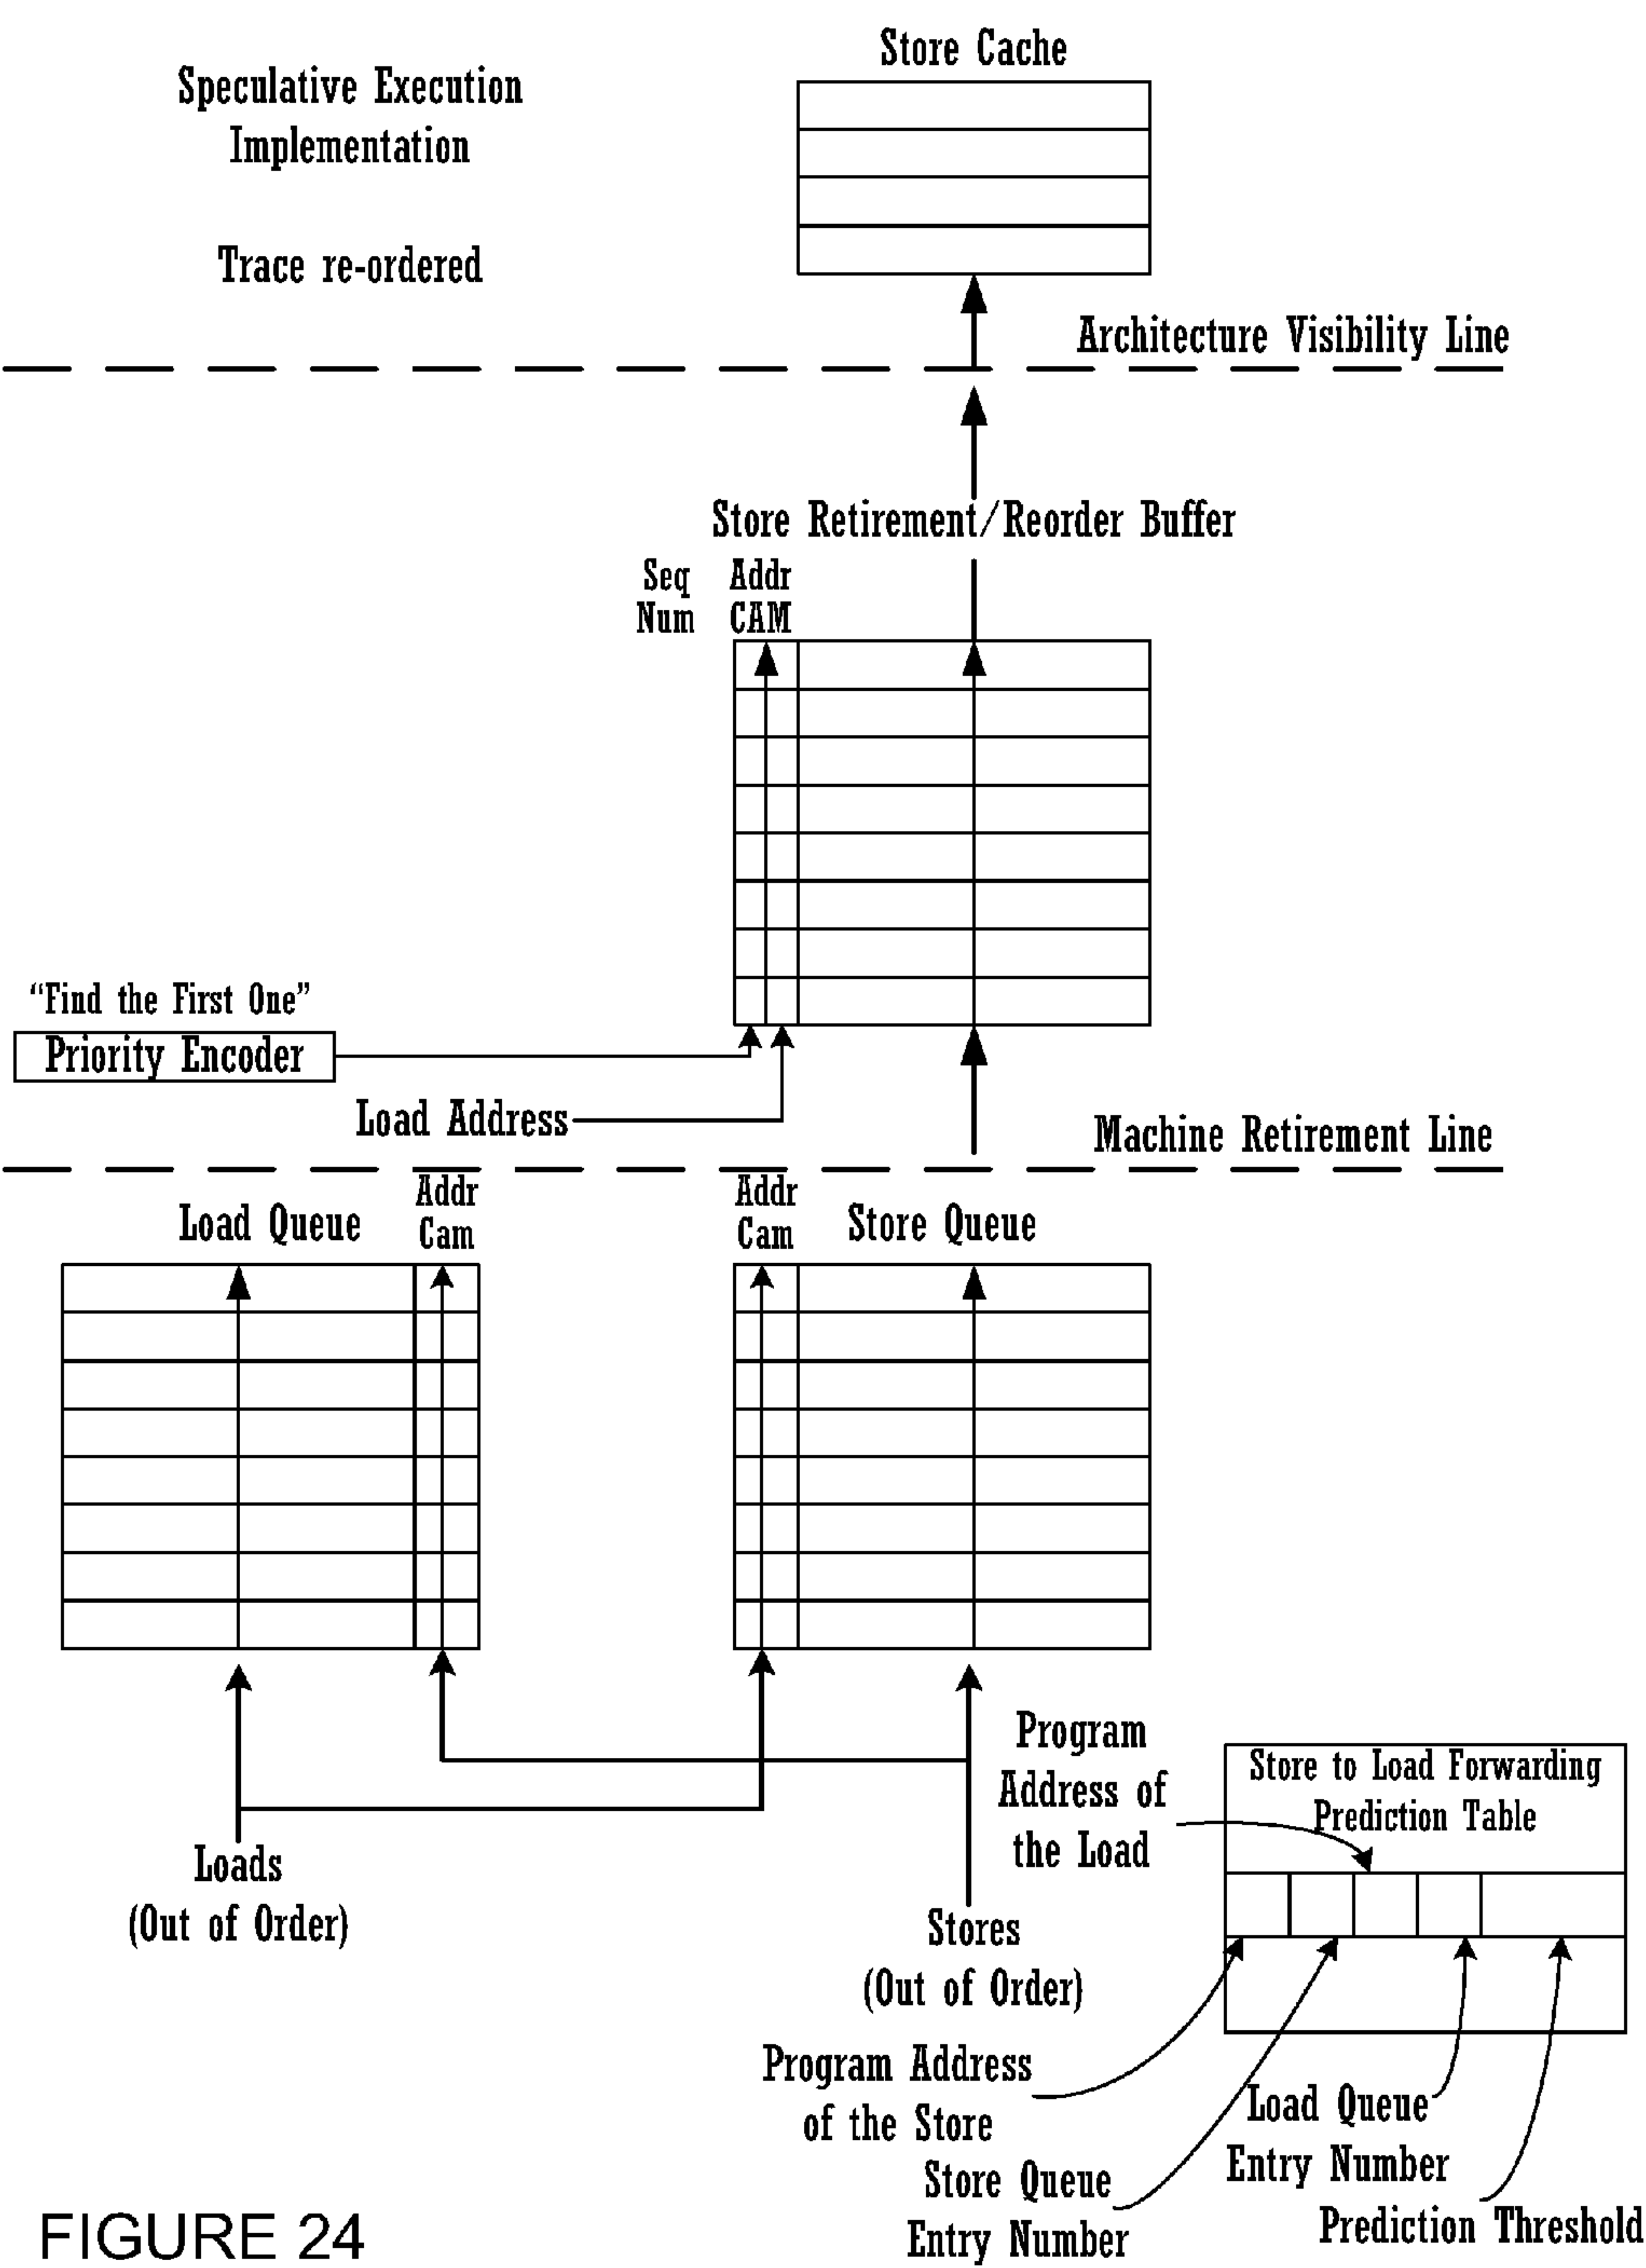 Store Cache
Speculative Execution
Implementation
Trace re-ordered
Architecture Visibility Line
Store Retirement/Reorder Buffer
Seq
Num
Addr
CAM
“Find the First One”
Priority Encoder
Load Address
Machine Retirement Line
Load Queue
Addr
Cam
Addr
Cam
Store Queue
Program
Address of
the Load
Store to Load Forwarding
Prediction Table
Loads
(Out of Order)
Stores
(Out of Order)
Program Address
of the Store
Load Queue
Entry Number
Store Queue
Entry Number
Prediction Threshold
FIGURE 24